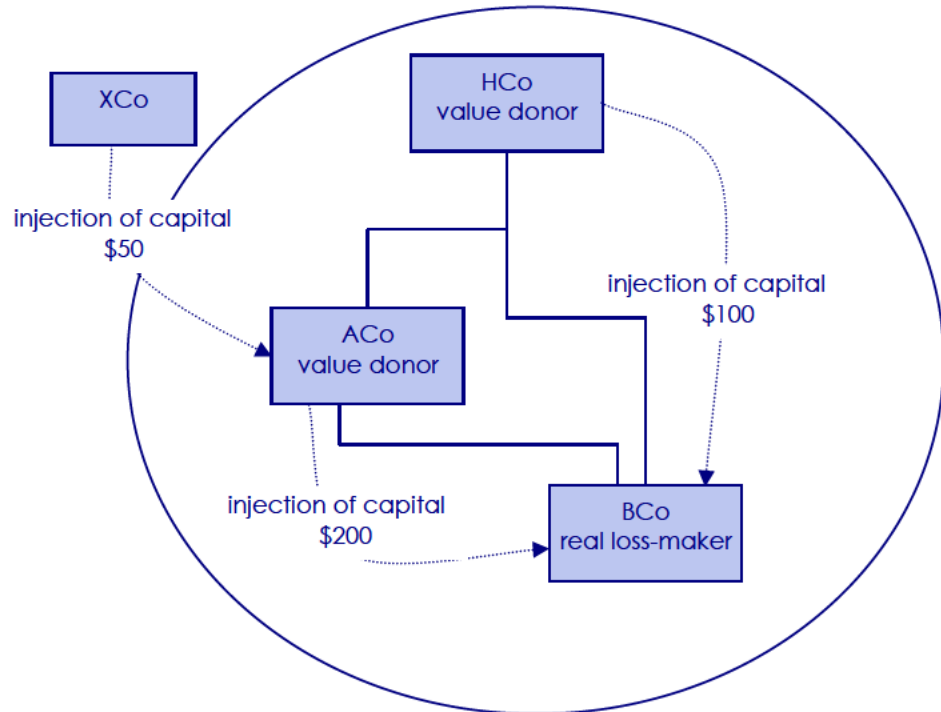 XCo
HCo
value donor
injection of capital
$50
injection of capital
$100
ACo
value donor
injection of capital
$200
BCo
real loss-maker